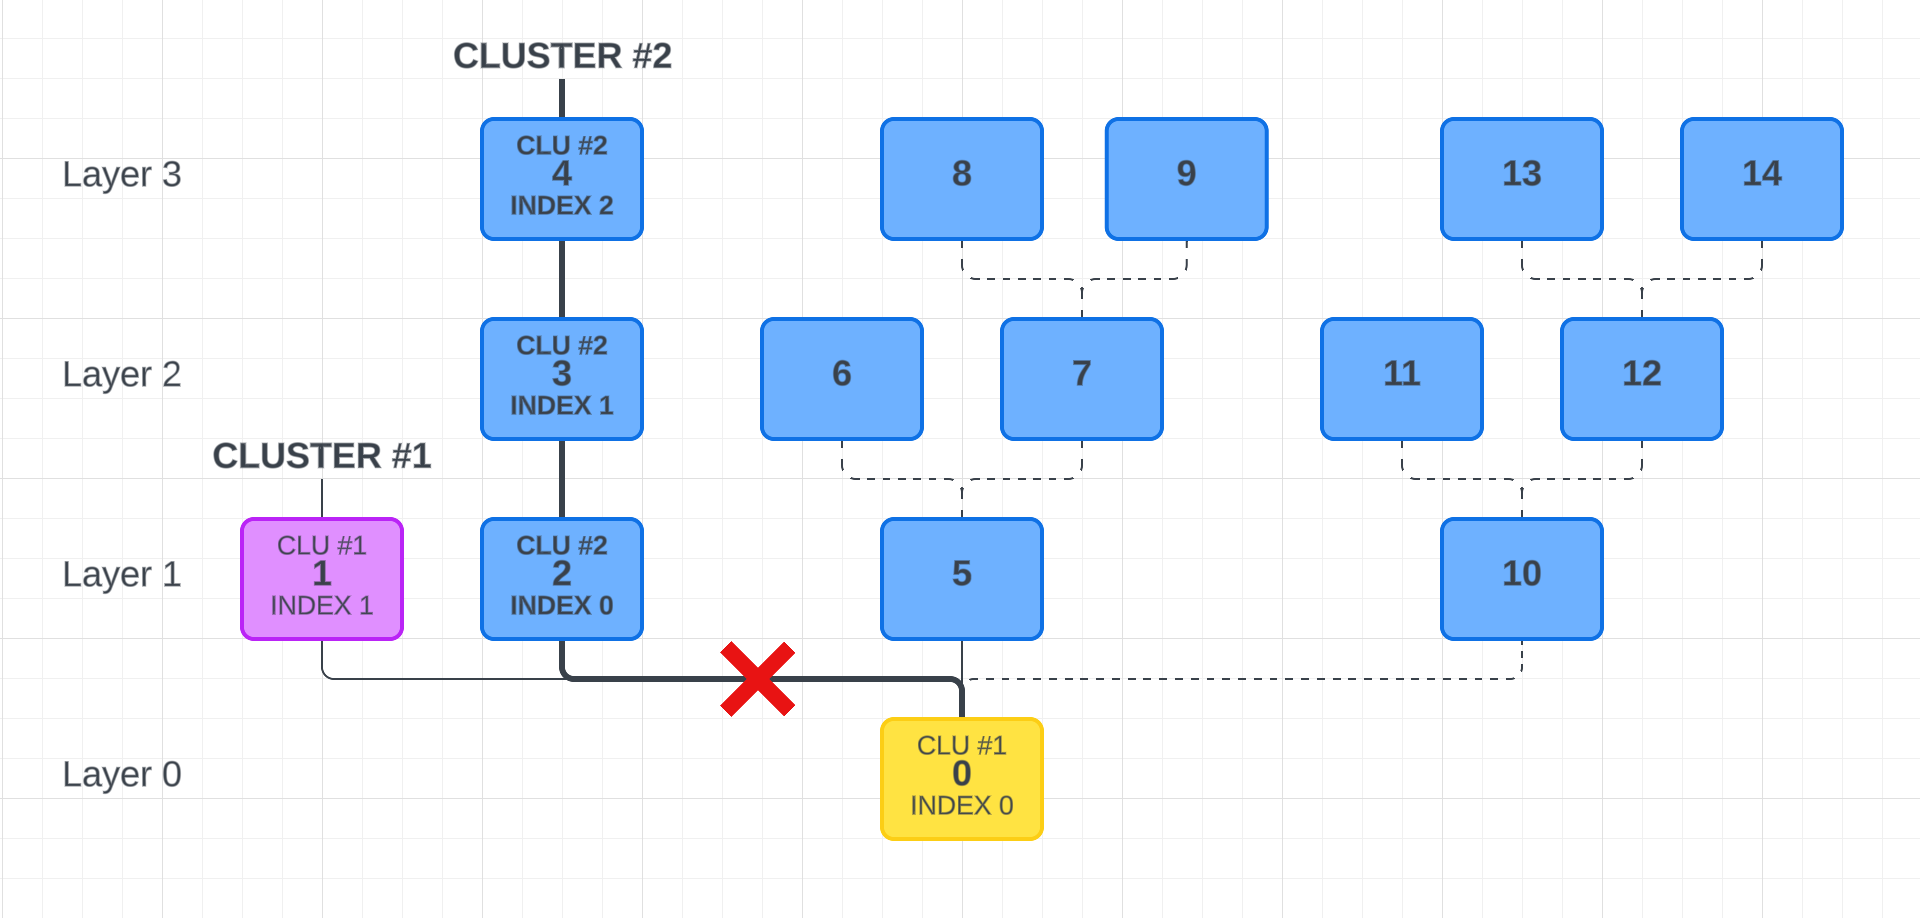 CLUSTER #2
Layer 3
CLU #2
4
INDEX 2
8
9
13
14
Layer 2
CLU #2
3
INDEX 1
6
7
11
12
CLUSTER #1
Layer 1
CLU #1
1
INDEX 1
CLU #2
2
INDEX 0
5
10
Layer 0
CLU #1
0
INDEX 0